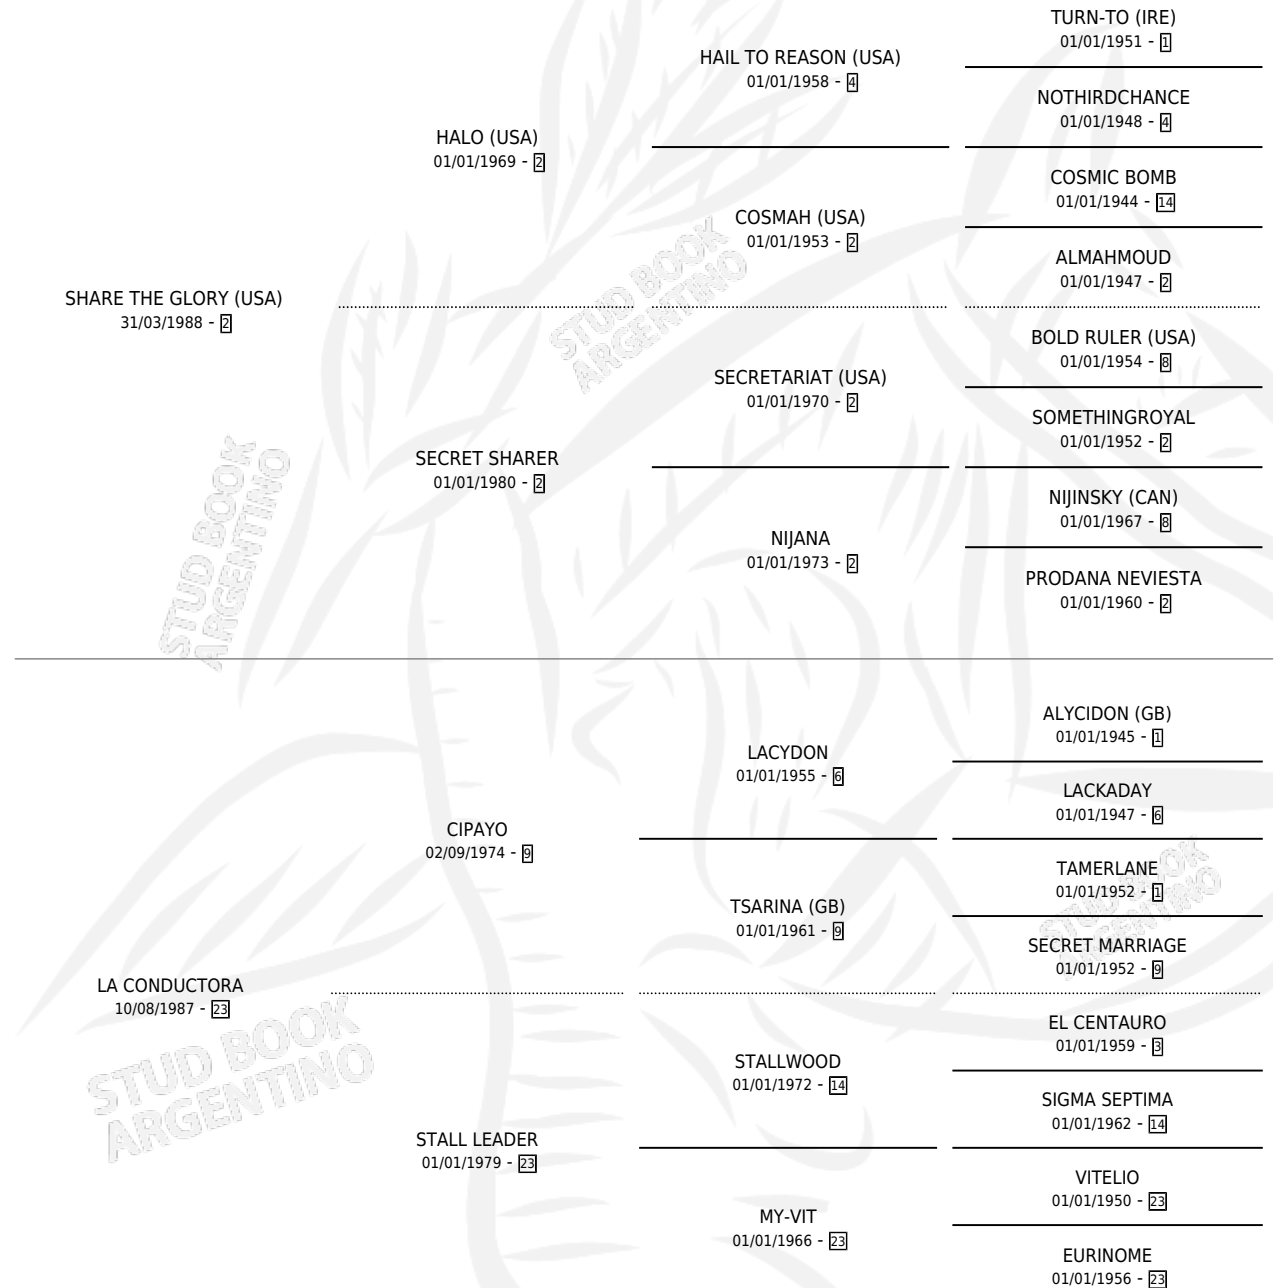 TURN-TO (IRE)
01/01/1951 - 1
HAIL TO REASON (USA)
01/01/1958 - 4
NOTHIRDCHANCE
01/01/1948 - 4
HALO (USA)
01/01/1969 - 2
COSMIC BOMB
01/01/1944 - 14
COSMAH (USA)
01/01/1953 - 2
ALMAHMOUD
01/01/1947 - 2
SHARE THE GLORY (USA)
31/03/1988 - 2
STUD BOOK
ARGENTINO
BOLD RULER (USA)
01/01/1954 - 8
SECRETARIAT (USA)
01/01/1970 - 2
SOMETHINGROYAL
01/01/1952 - 2
SECRET SHARER
01/01/1980 - 2
STUD BOOK
ARGENTINO
NIJINSKY (CAN)
01/01/1967 - 8
NIJANA
01/01/1973 - 2
PRODANA NEVIESTA
01/01/1960 - 2
ALYCIDON (GB)
01/01/1945 - 1
LACYDON
01/01/1955 - 6
LACKADAY
01/01/1947 - 6
CIPAYO
02/09/1974 - 9
TAMERLANE
01/01/1952 - 1
STUD BOOK
ARGENTINO
TSARINA (GB)
01/01/1961 - 9
SECRET MARRIAGE
01/01/1952 - 9
LA CONDUCTORA
10/08/1987 - 23
STUD BOOK
ARGENTINO
EL CENTAURO
01/01/1959 - 3
STALLWOOD
01/01/1972 - 14
SIGMA SEPTIMA
01/01/1962 - 14
STALL LEADER
01/01/1979 - 23
VITELIO
01/01/1950 - 23
MY-VIT
01/01/1966 - 23
EURINOME
01/01/1956 - 23